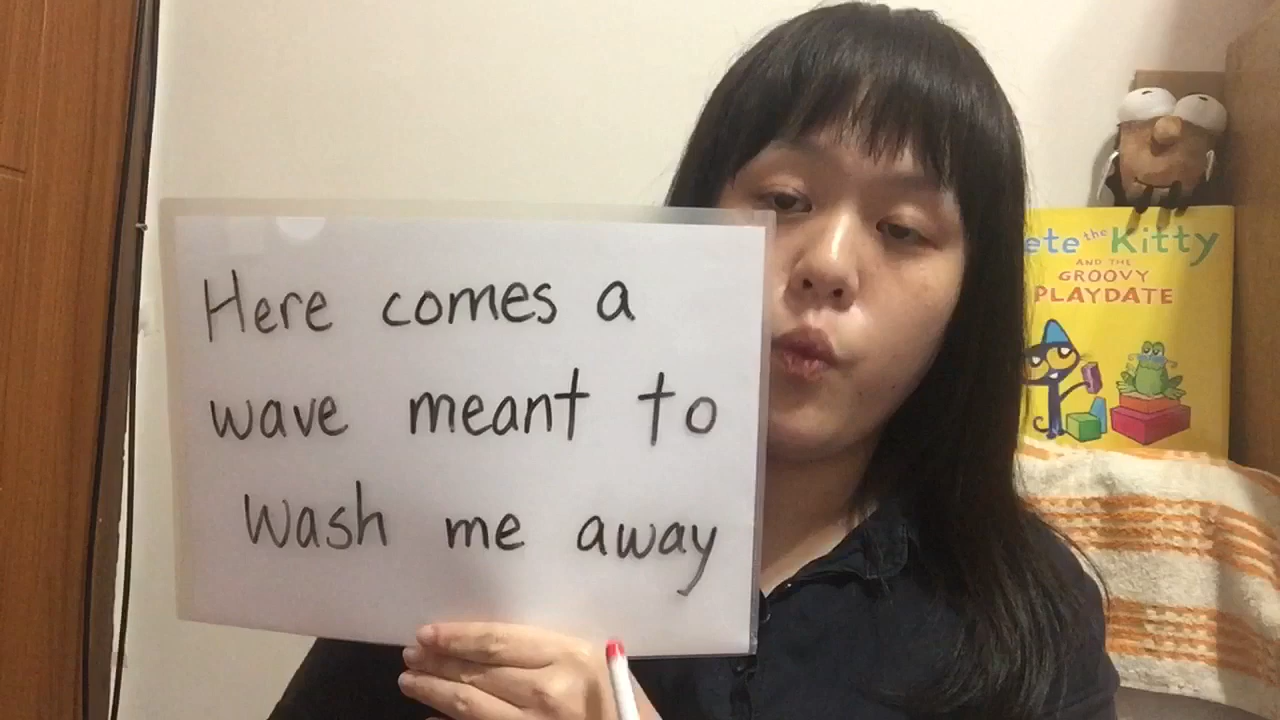 Here comes a
wave meant to
wash me away
ete the Kitty
AND THE
GROOVY
PLAYDATE